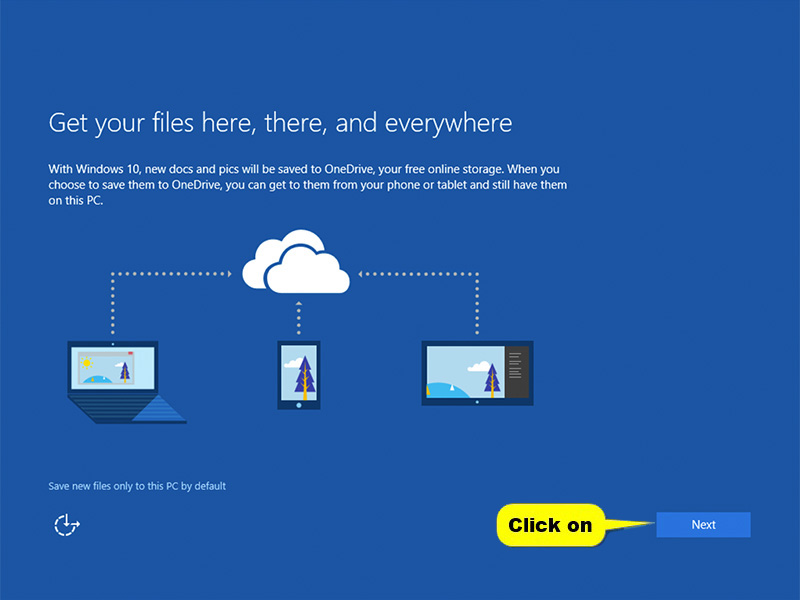 Get your files here, there, and everywhere
With Windows 10, new docs and pics will be saved to OneDrive, your free online storage. When you
choose to save them to OneDrive, you can get to them from your phone or tablet and still have them
on this PC.
Save new files only to this PC by default
Click on
Next